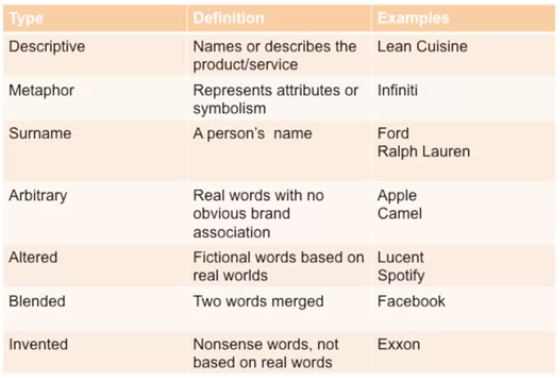 Type Definition Examples
Descriptive Names or describes the Lean Cuisine
product/service
Metaphor Represents attributes or Infiniti
symbolism
Surname A person's name Ford
Ralph Lauren
Arbitrary Real words with no Apple
obvious brand Camel
association
Altered Fictional words based on Lucent
real worlds Spotify
Blended Two words merged Facebook
Invented Nonsense words, not Exxon
based on real words